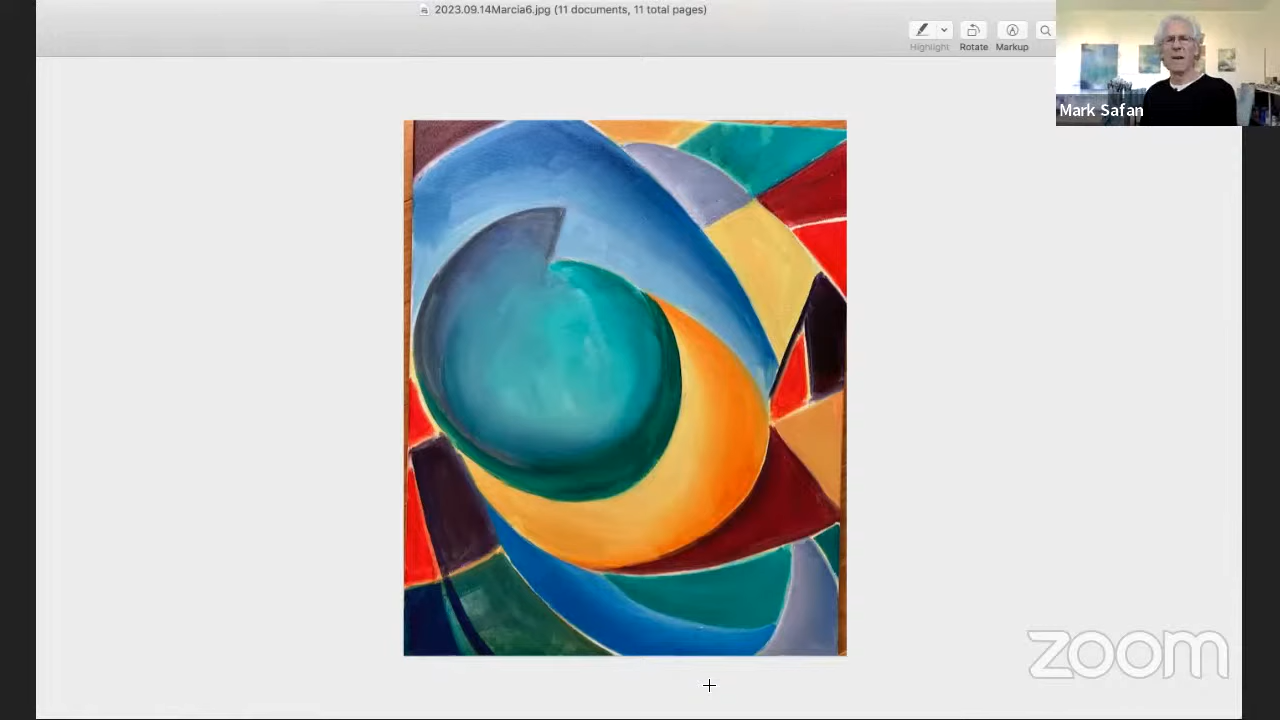 2023.09.14Marcia6.jpg (11 documents, 11 total pages)
Highlight
Rotate
Markup
Mark Safan
zoom